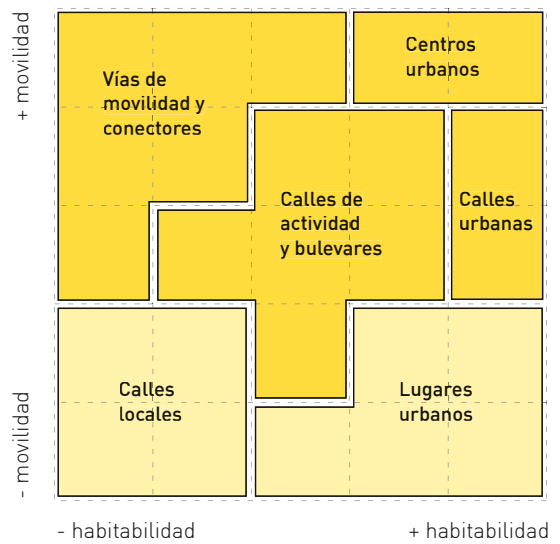 + movilidad
Vías de
movilidad y
conectores
Centros
urbanos
Calles de
actividad
y bulevares
Calles
urbanas
Calles
locales
Lugares
urbanos
- movilidad
- habitabilidad
+ habitabilidad